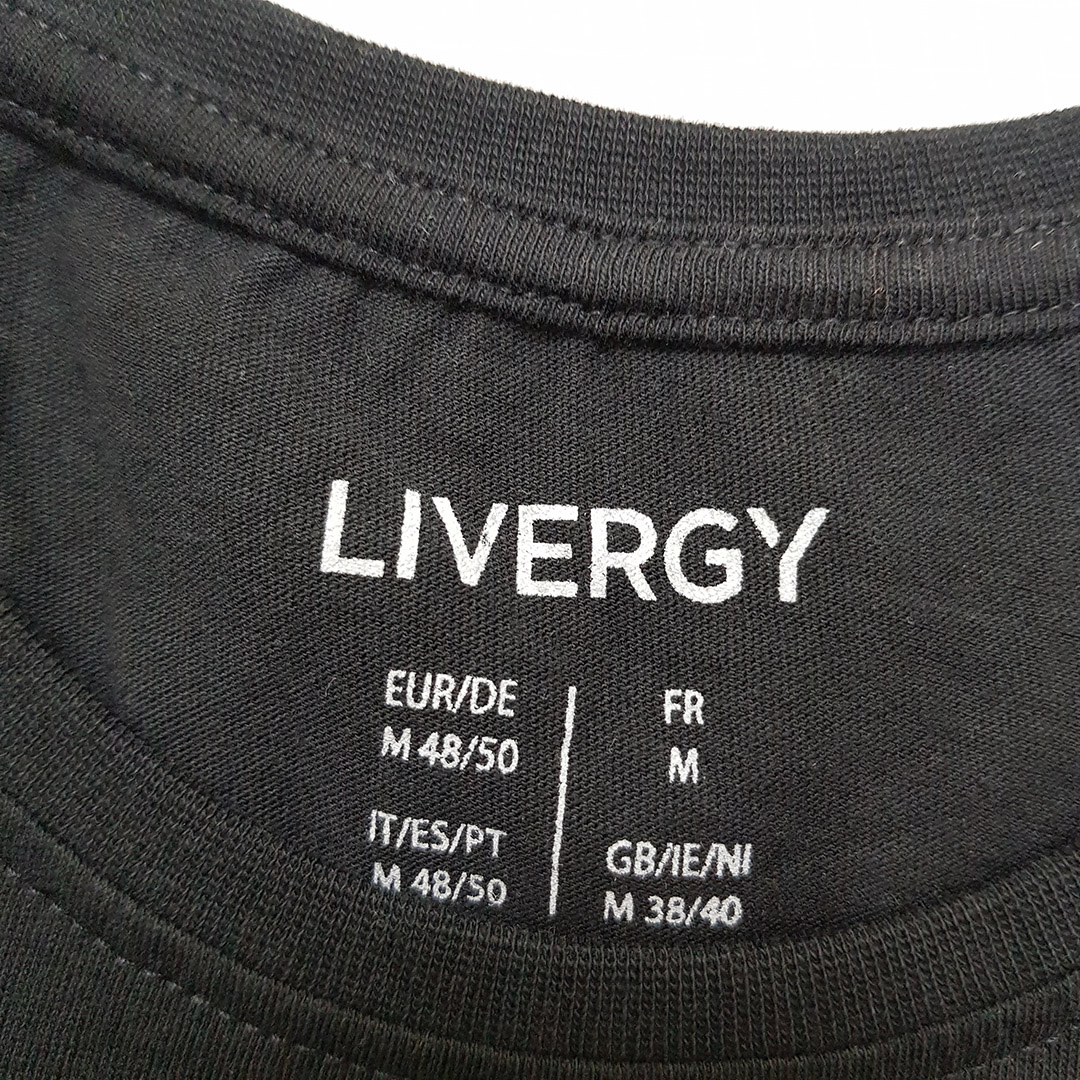 LIVERGY
EUR/DE
M 48/50
FR
M
IT/ES/PT
M 48/50
GB/IE/NI
M 38/40